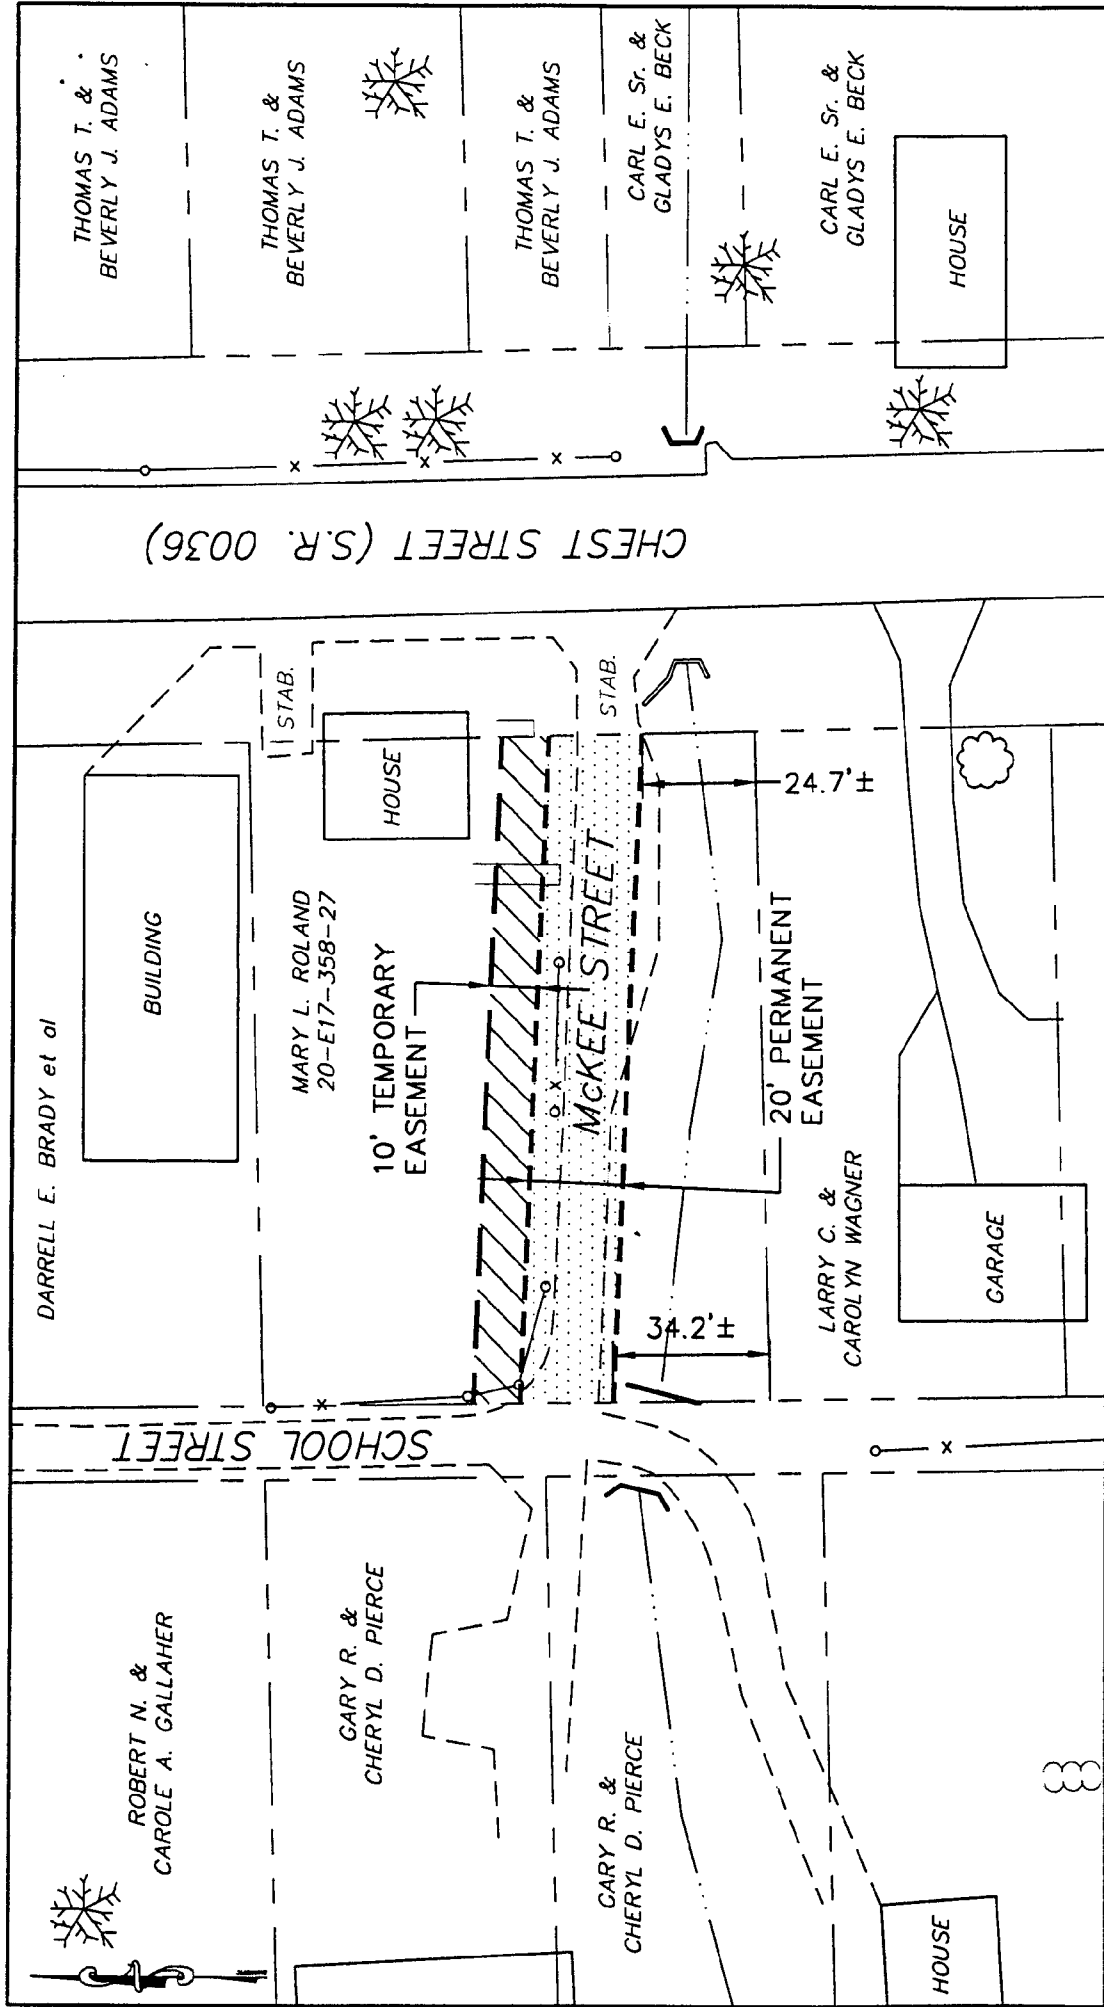 THOMAS T. &
BEVERLY J. ADAMS
THOMAS T. &
BEVERLY J. ADAMS
THOMAS T. &
BEVERLY J. ADAMS
CARL E. Sr. &
GLADYS E. BECK
CARL E. Sr. &
GLADYS E. BECK
HOUSE
CHEST STREET (S.R. 0036)
STAB.
STAB.
HOUSE
BUILDING
DARRELL E. BRADY et al
MARY L. ROLAND
20-E17-358-27
10' TEMPORARY
EASEMENT
McKEE STREET
24.7'±
20' PERMANENT
EASEMENT
34.2'±
LARRY C. &
CAROLYN WAGNER
GARAGE
SCHOOL STREET
ROBERT N. &
CAROLE A. GALLAHER
GARY R. &
CHERYL D. PIERCE
GARY R. &
CHERYL D. PIERCE
HOUSE